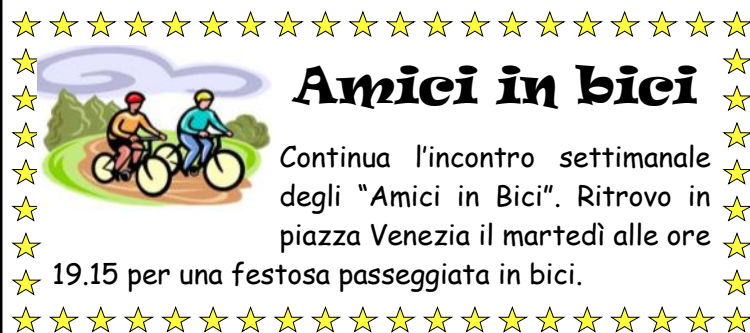 Amici in bici
Continua l'incontro settimanale
degli "Amici in Bici". Ritrovo in
piazza Venezia il martedì alle ore
19.15 per una festosa passeggiata in bici.